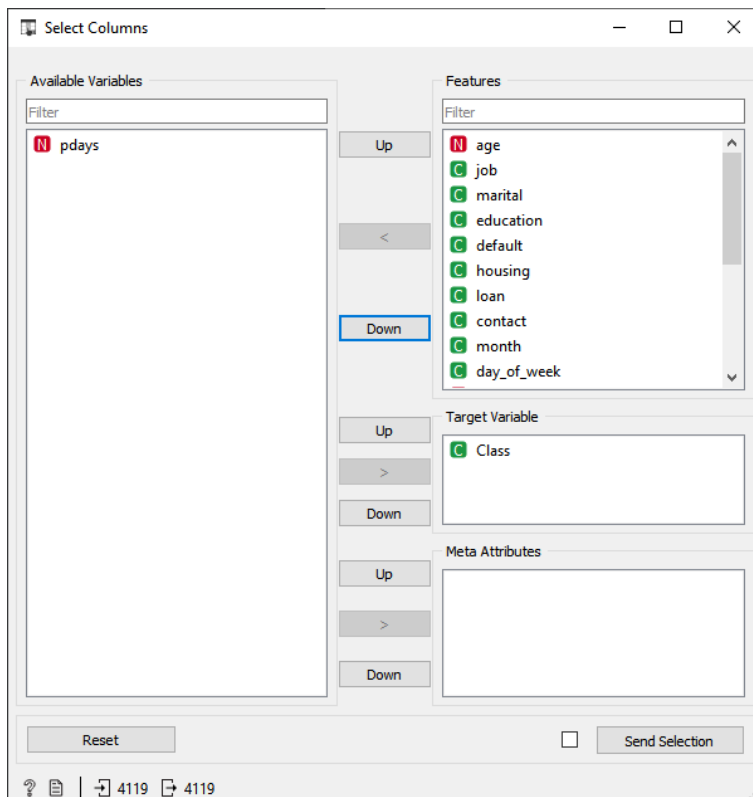 Select Columns
Available Variables
Filter
N pdays
Up
<
Down
Features
Filter
N age
C job
C marital
C education
C default
C housing
C loan
C contact
C month
C day_of_week
Up
>
Down
Target Variable
C Class
Up
>
Down
Meta Attributes
Reset
Send Selection
? 4119 4119